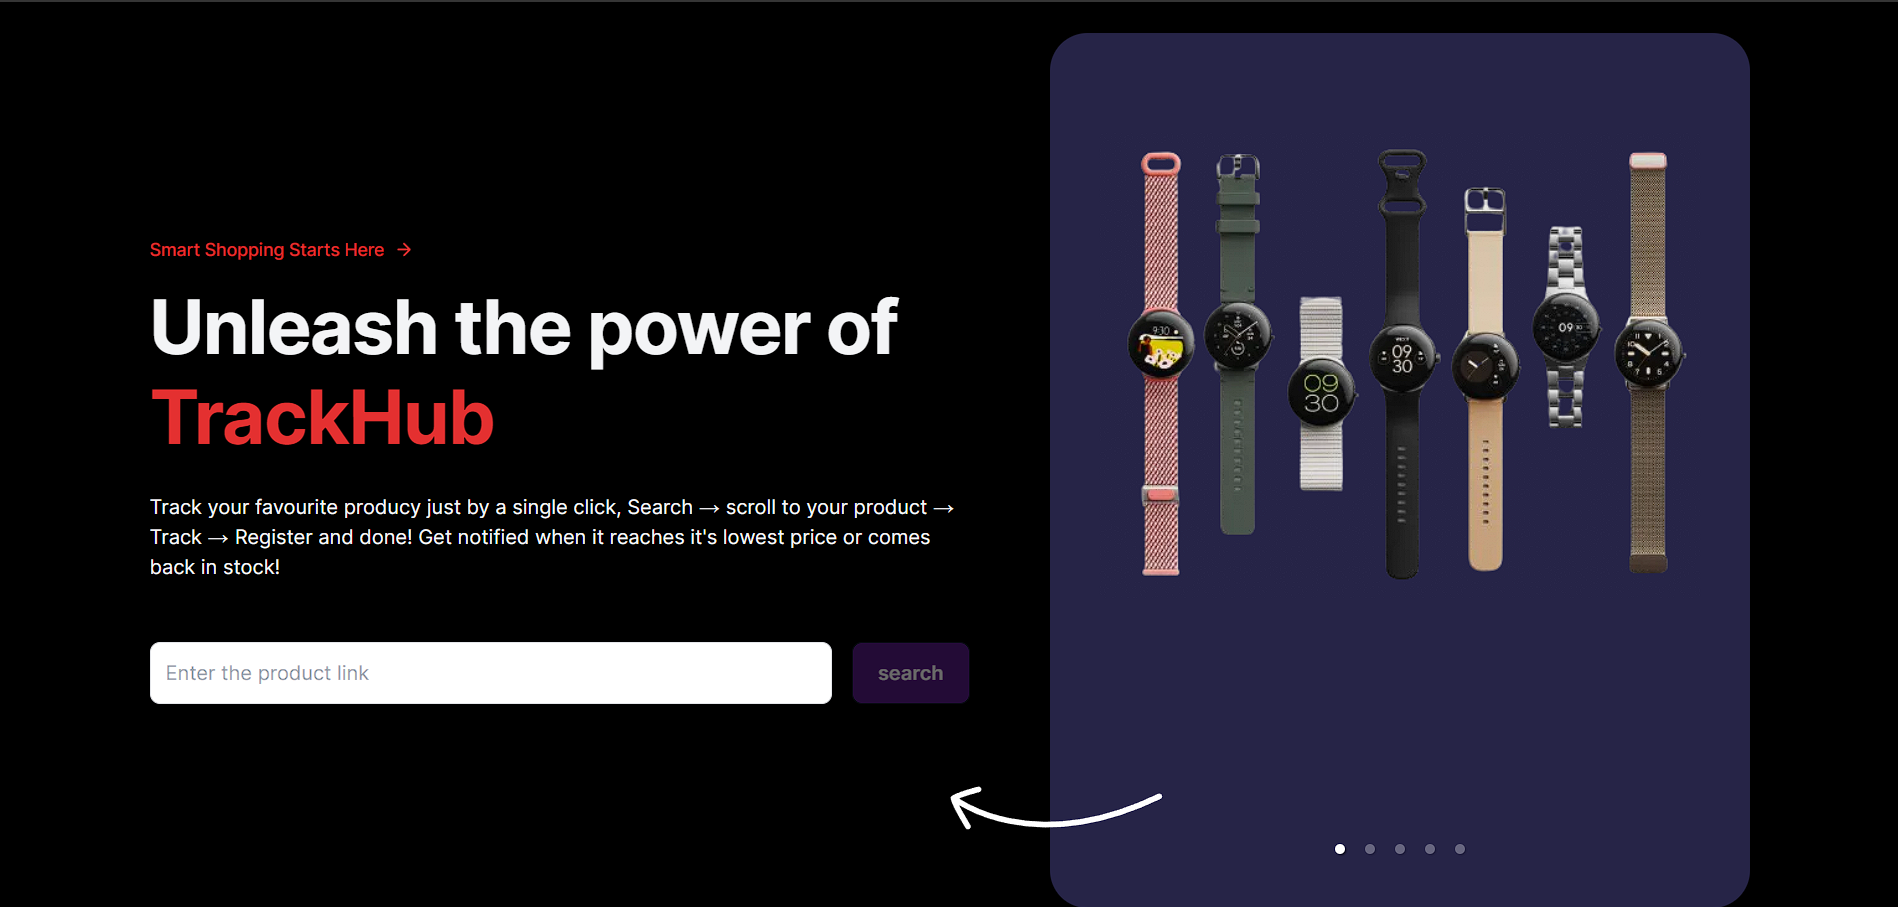 Smart Shopping Starts Here →
Unleash the power of
TrackHub
Track your favourite producy just by a single click, Search → scroll to your product →
Track → Register and done! Get notified when it reaches it's lowest price or comes
back in stock!
Enter the product link
search
9:30
09
30
09
30
09